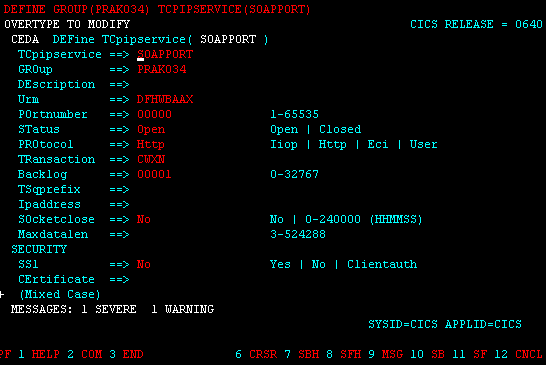 DEFINE GROUP(PRAK034) TCPIPSERVICE(SOAPPORT)
OVERTYPE TO MODIFY CICS RELEASE = 0640
CEDA DEFine TCpipservice( SOAPPORT )
TCpipservice ==> SOAPPORT
GROup ==> PRAK034
DEscription ==>
Urm ==> DFHWBAAX
POrtnumber ==> 00000 1-65535
STatus ==> Open Open | Closed
PROtocol ==> Http Iiop | Http | Eci | User
TRansaction ==> CWXN
Backlog ==> 00001 0-32767
TSqprefix ==>
Ipaddress ==>
SOcketclose ==> No No | 0-240000 (HHMMSS)
Maxdatalen ==> 3-524288
SECURITY
SSl ==> No Yes | No | Clientauth
CErtificate ==>
+ (Mixed Case)
MESSAGES: 1 SEVERE 1 WARNING
SYSID=CICS APPLID=CICS
PF 1 HELP 2 COM 3 END 6 CRSR 7 SBH 8 SFH 9 MSG 10 SB 11 SF 12 CNCL